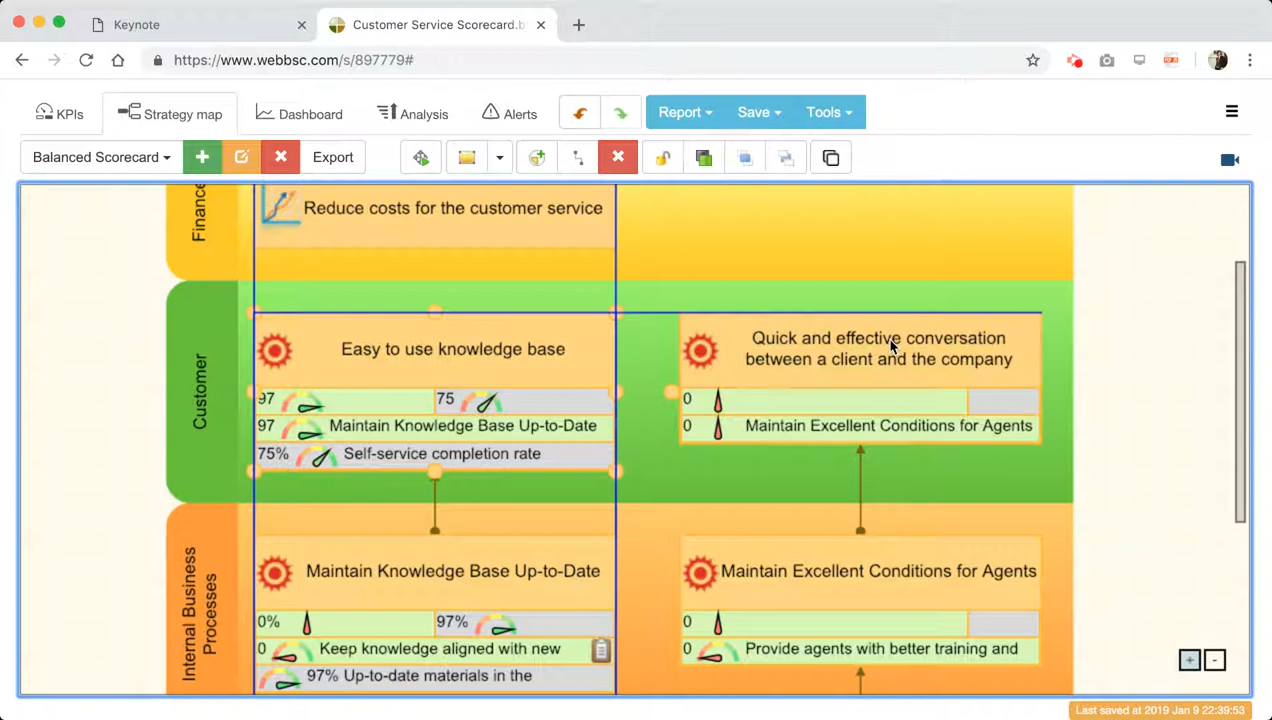 Keynote
Customer Service Scorecard.b
https://www.webbsc.com/s/897779#
KPIs
Strategy map
Dashboard
Analysis
Alerts
Report
Save
Tools
Balanced Scorecard
Export
Finance
Reduce costs for the customer service
Customer
Easy to use knowledge base
97
75
97 Maintain Knowledge Base Up-to-Date
75% Self-service completion rate
Quick and effective conversation
between a client and the company
0
0 Maintain Excellent Conditions for Agents
Internal Business
Processes
Maintain Knowledge Base Up-to-Date
0%
97%
0 Keep knowledge aligned with new
97% Up-to-date materials in the
Maintain Excellent Conditions for Agents
0
0 Provide agents with better training and
+
-
Last saved at 2019 Jan 9 22:39:53